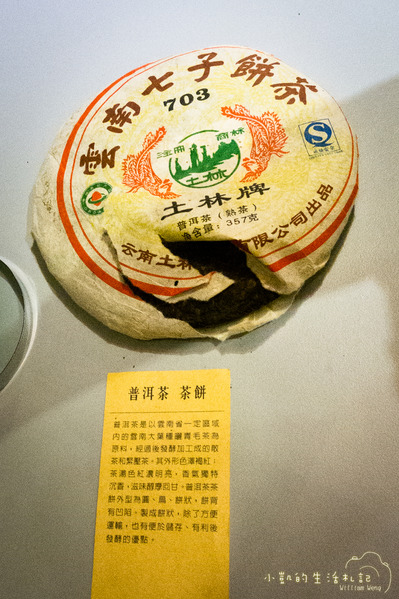 雲南七子餅茶
703
注冊 商標
土林
土林牌
普洱茶（熟茶）
净含量：357克
云南土林 有限公司出品
普洱茶 茶餅
普洱茶是以雲南省一定區域
內的雲南大葉種曬青毛茶為
原料，經過後發酵加工成的散
茶和緊壓茶。其外形色澤褐紅；
茶湯色紅濃明亮，香氣獨特
沉香，滋味醇厚回甘。普洱茶茶
餅外型為圓、扁、餅狀，餅背
有凹陷。製成餅狀，除了方便
運輸，也有便於儲存、有利後
發酵的優點。
小凱的生活札記
William Weng